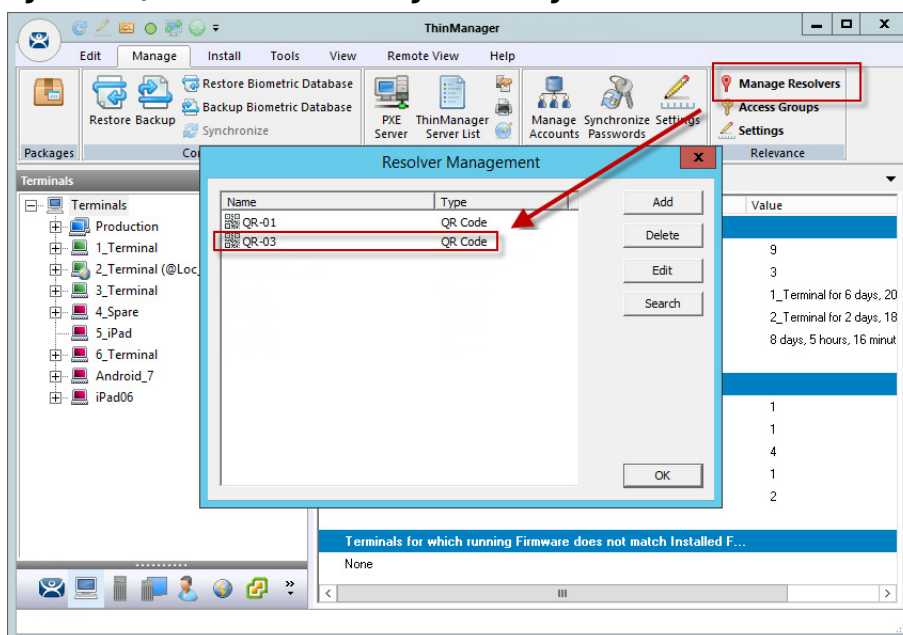 ThinManager
Edit Manage Install Tools View Remote View Help
Restore Backup
Restore Biometric Database
Backup Biometric Database
Synchronize
PXE Server
ThinManager Server List
Manage Accounts
Synchronize Passwords
Settings
Manage Resolvers
Access Groups
Settings
Packages
Relevance
Terminals
Terminals
Production
1_Terminal
2_Terminal (@Loc_
3_Terminal
4_Spare
5_iPad
6_Terminal
Android_7
iPad06
Resolver Management
X
Name Type
QR-01 QR Code
QR-03 QR Code
Add
Delete
Edit
Search
OK
Value
9
3
1_Terminal for 6 days, 20
2_Terminal for 2 days, 18
8 days, 5 hours, 16 minut
1
1
4
1
2
Terminals for which running Firmware does not match Installed F...
None